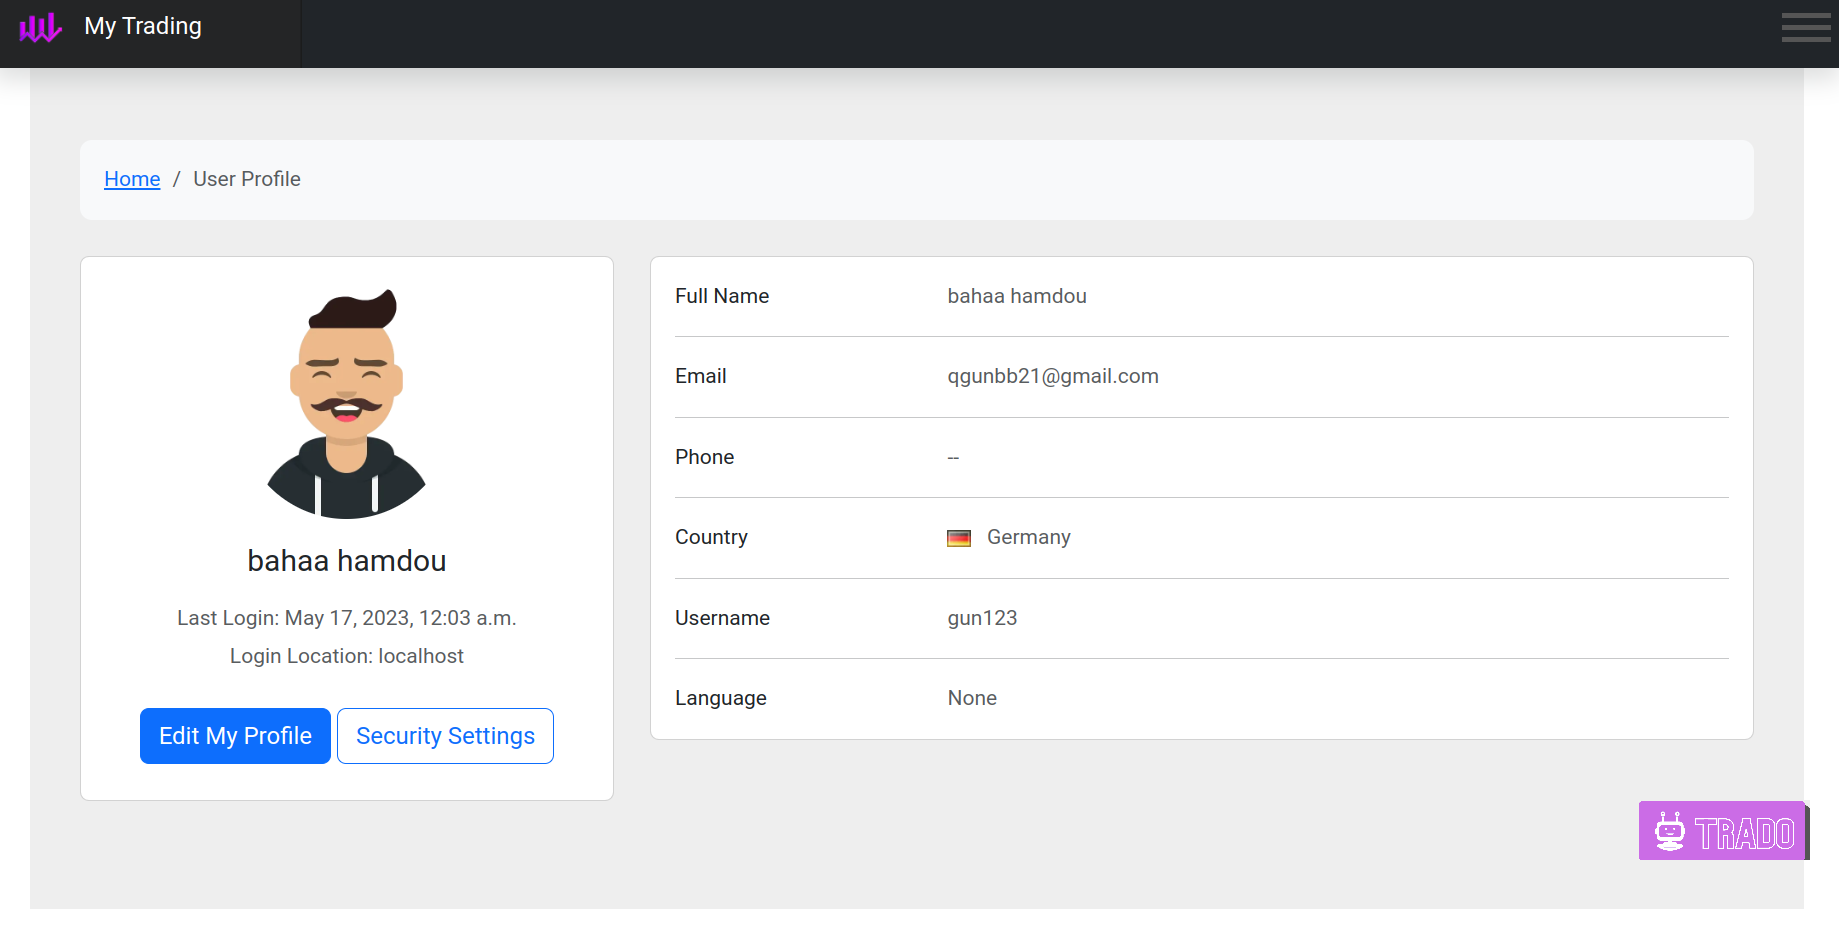 My Trading
Home / User Profile
bahaa hamdou
Last Login: May 17, 2023, 12:03 a.m.
Login Location: localhost
Edit My Profile
Security Settings
Full Name bahaa hamdou
Email qgunbb21@gmail.com
Phone --
Country Germany
Username gun123
Language None
TRADO